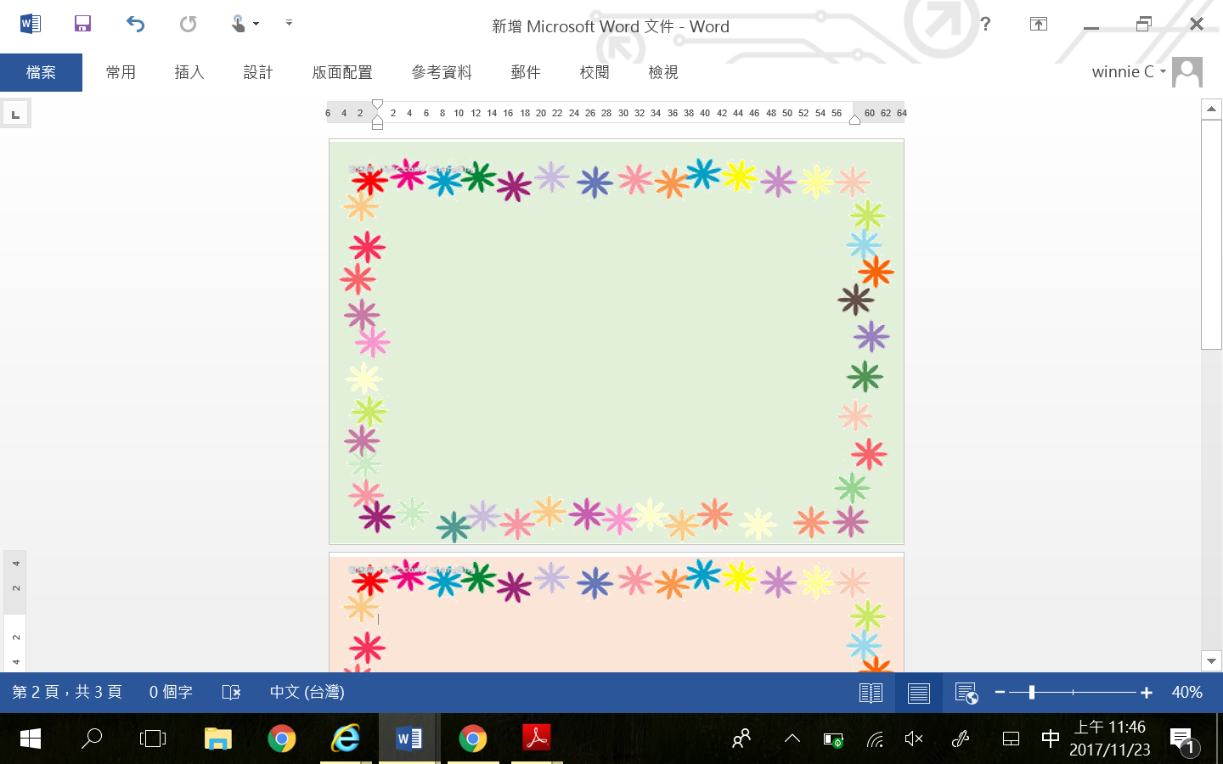 新增 Microsoft Word 文件 - Word
?
檔案 常用 插入 設計 版面配置 參考資料 郵件 校閱 檢視
winnie C
L
6 4 2 2 4 6 8 10 12 14 16 18 20 22 24 26 28 30 32 34 36 38 40 42 44 46 48 50 52 54 56 60 62 64
4
2
2
4
第 2 頁，共 3 頁 0 個字 中文 (台灣) 40%
中
上午 11:46
2017/11/23
1